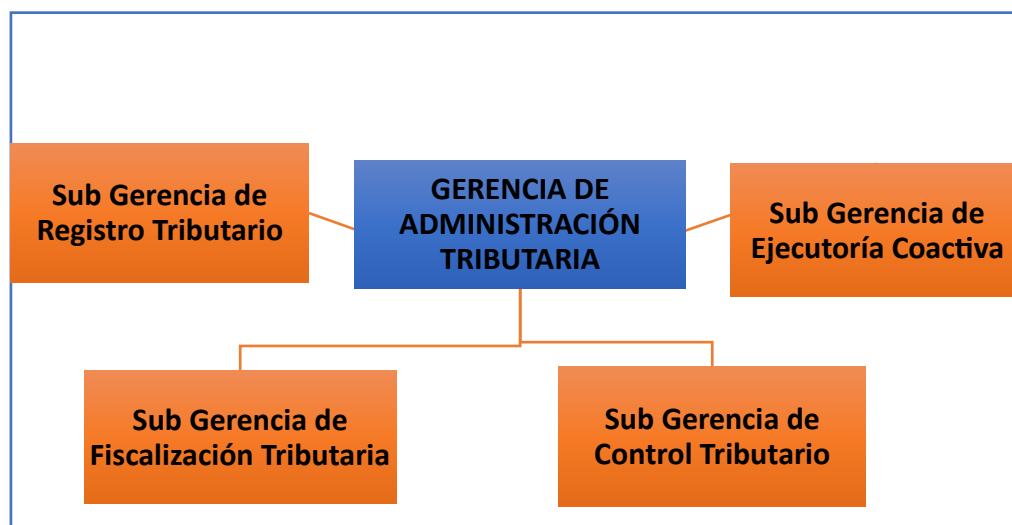 Sub Gerencia de
Registro Tributario
GERENCIA DE
ADMINISTRACIÓN
TRIBUTARIA
Sub Gerencia de
Ejecutoría Coactiva
Sub Gerencia de
Fiscalización Tributaria
Sub Gerencia de
Control Tributario